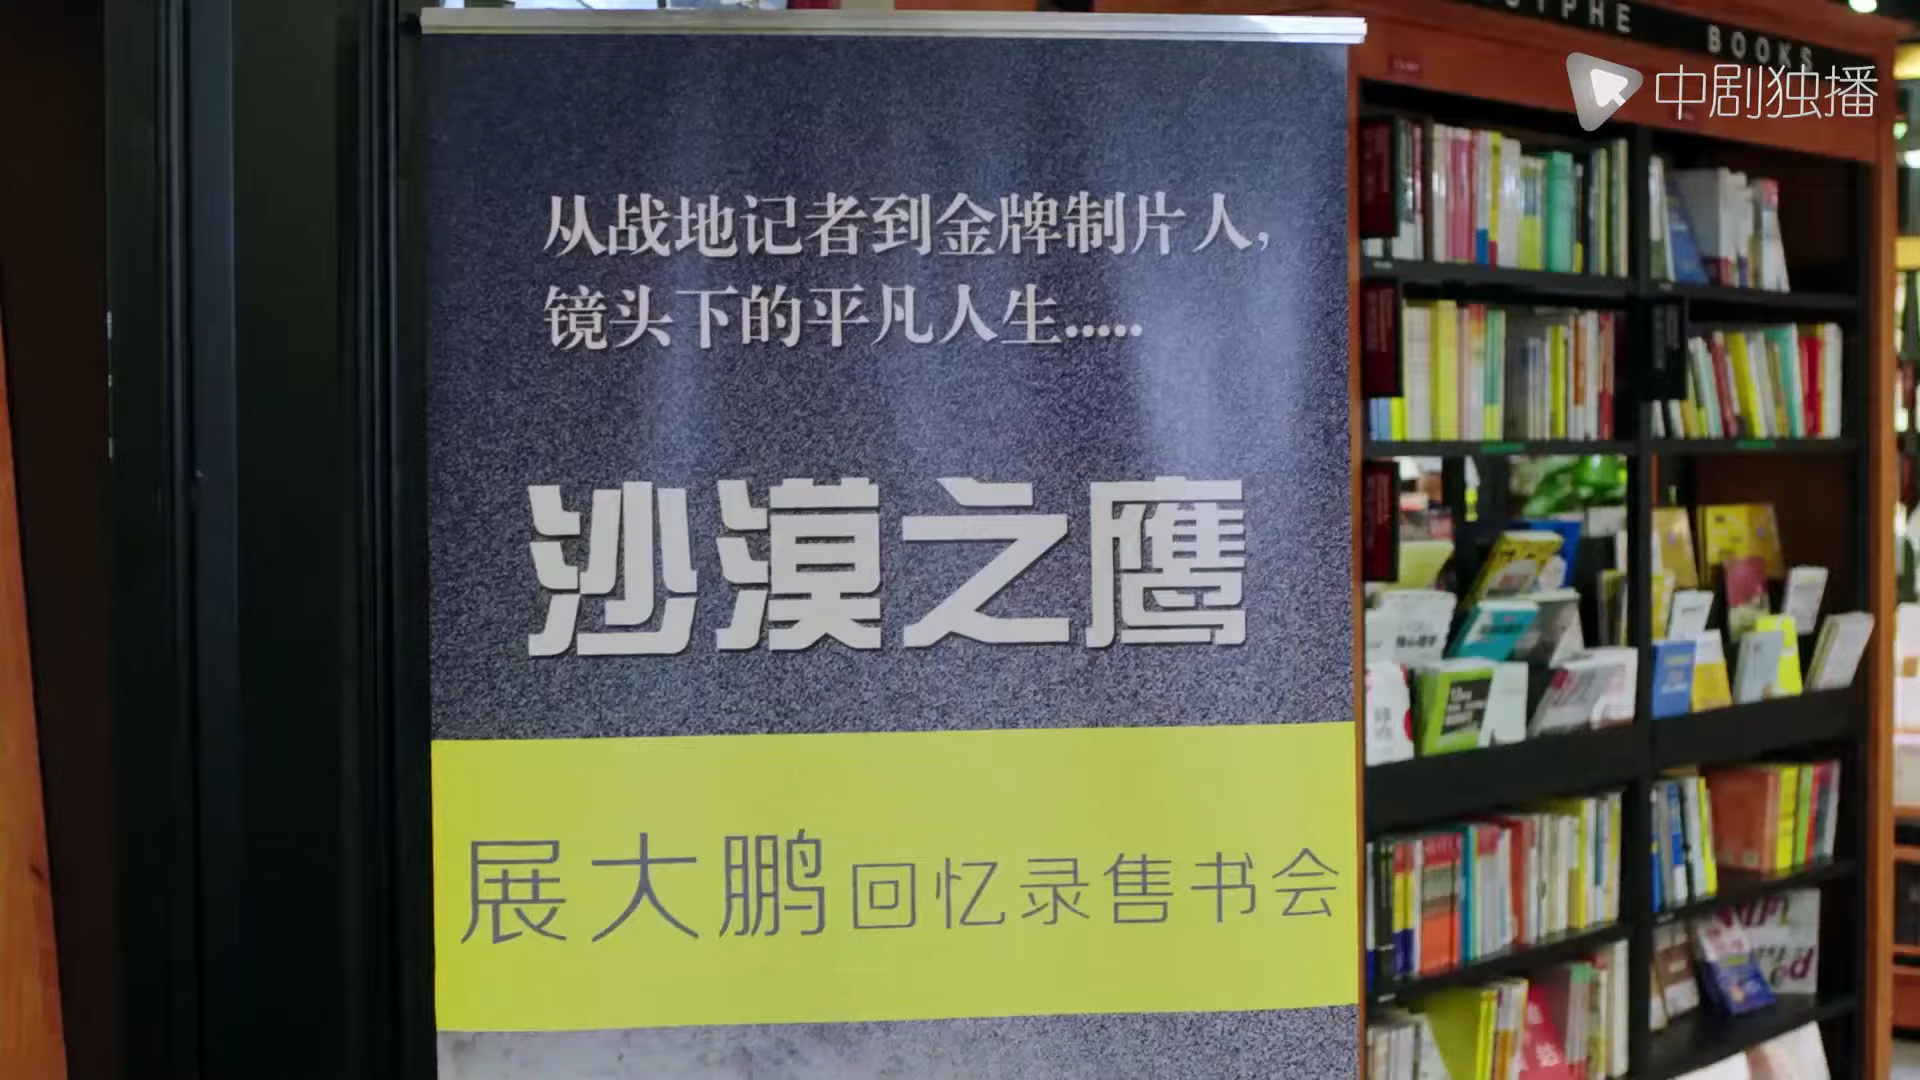 BOOKS
中剧独播
从战地记者到金牌制片人,
镜头下的平凡人生.....
沙漠之鹰
展大鹏回忆录售书会